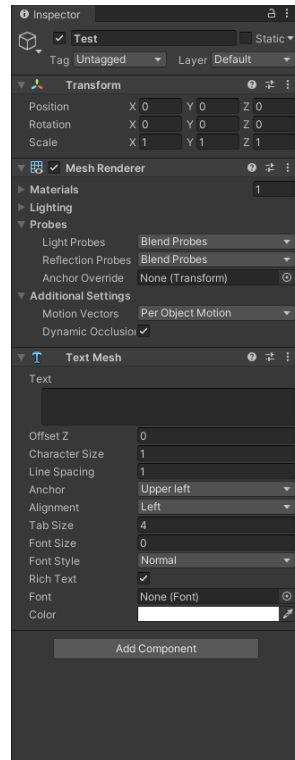 Inspector
Test Static
Tag Untagged Layer Default
Transform
Position X 0 Y 0 Z 0
Rotation X 0 Y 0 Z 0
Scale X 1 Y 1 Z 1
Mesh Renderer
Materials 1
Lighting
Probes
Light Probes Blend Probes
Reflection Probes Blend Probes
Anchor Override None (Transform)
Additional Settings
Motion Vectors Per Object Motion
Dynamic Occlusion
Text Mesh
Text
Offset Z 0
Character Size 1
Line Spacing 1
Anchor Upper left
Alignment Left
Tab Size 4
Font Size 0
Font Style Normal
Rich Text
Font None (Font)
Color
Add Component